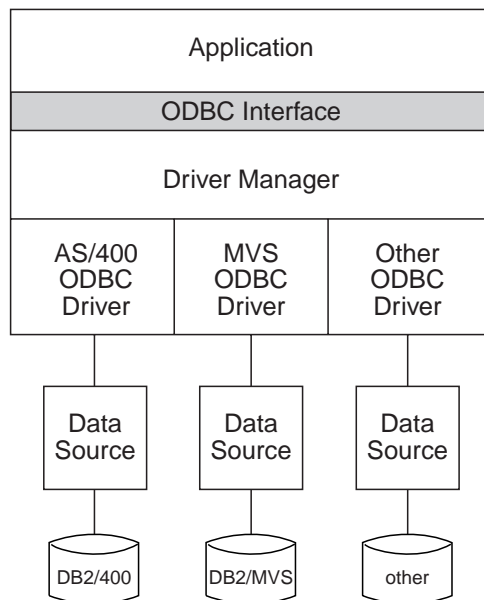 Application
ODBC Interface
Driver Manager
AS/400
ODBC
Driver
MVS
ODBC
Driver
Other
ODBC
Driver
Data
Source
Data
Source
Data
Source
DB2/400
DB2/MVS
other